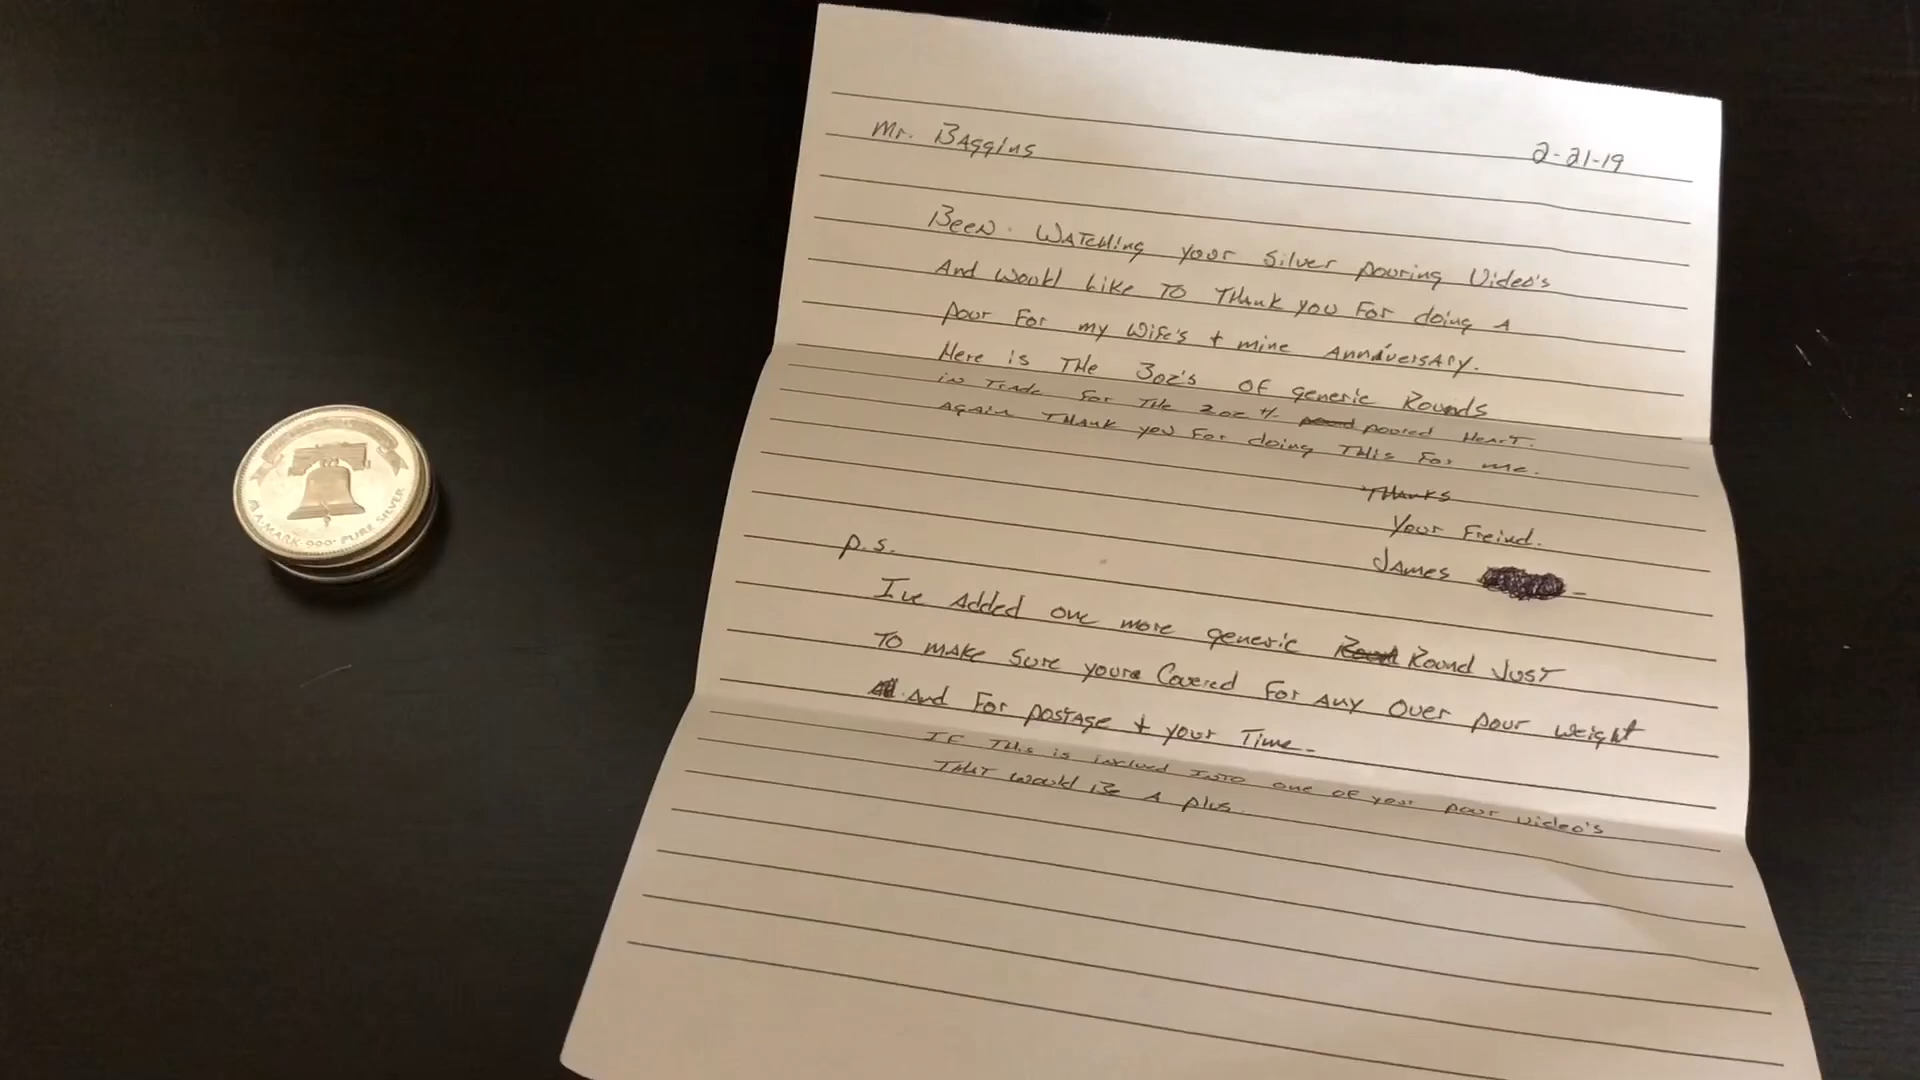 A-MARK .999+ PURE SILVER
Mr. Baggins
2-21-19
Been. Watching your Silver pouring Video's
And would Like To Thank you For doing A
pour For my Wife's + mine Anniversary.
Here is The 3oz's OF generic Rounds
in Trade For The 2oz +/- poured Heart.
Again Thank you For doing This For me.
Thanks
Your Freind.
James
p.s.
I've Added one more generic Round Just
To make Sure youre Covered For Any Over pour weight
And For postage + your Time-
IF This is Into one of your pour Video's
That would Be A plus.